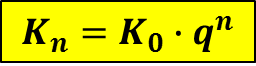 Kₙ = K₀ · qⁿ